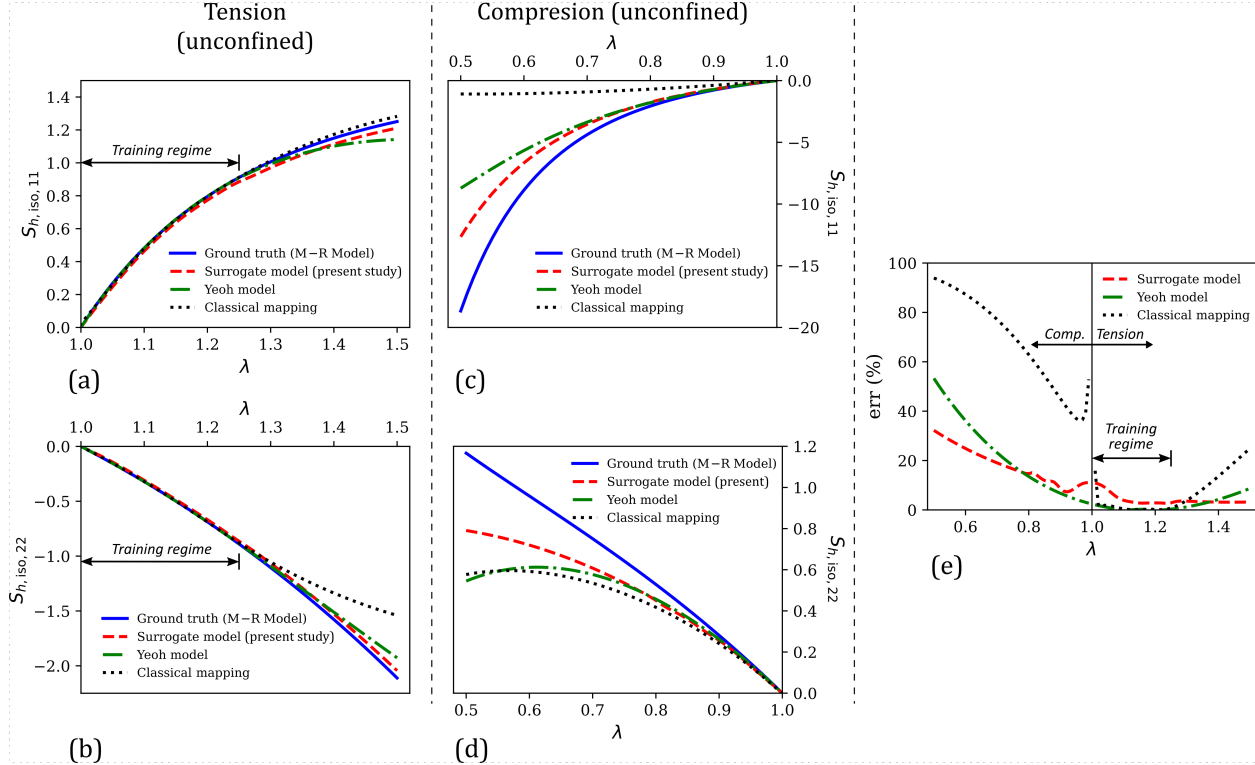 Tension
(unconfined)
Compresion (unconfined)
1.4
1.2
1.0
0.8
0.6
0.4
0.2
0.0
1.0
1.1
1.2
1.3
1.4
1.5
λ
S_{h, iso, 11}
Training regime
Ground truth (M−R Model)
Surrogate model (present study)
Yeoh model
Classical mapping
(a)
λ
0.5
0.6
0.7
0.8
0.9
1.0
0.0
−5
−10
−15
−20
S_{h, iso, 11}
Ground truth (M−R Model)
Surrogate model (present study)
Yeoh model
Classical mapping
(c)
λ
1.0
1.1
1.2
1.3
1.4
1.5
0.0
−0.5
−1.0
−1.5
−2.0
S_{h, iso, 22}
Training regime
Ground truth (M−R Model)
Surrogate model (present study)
Yeoh model
Classical mapping
(b)
1.2
1.0
0.8
0.6
0.4
0.2
0.0
S_{h, iso, 22}
Ground truth (M−R Model)
Surrogate model (present)
Yeoh model
Classical mapping
0.5
0.6
0.7
0.8
0.9
1.0
λ
(d)
100
80
60
40
20
0
err (%)
Surrogate model
Yeoh model
Classical mapping
Comp.
Tension
Training
regime
0.6
0.8
1.0
1.2
1.4
λ
(e)